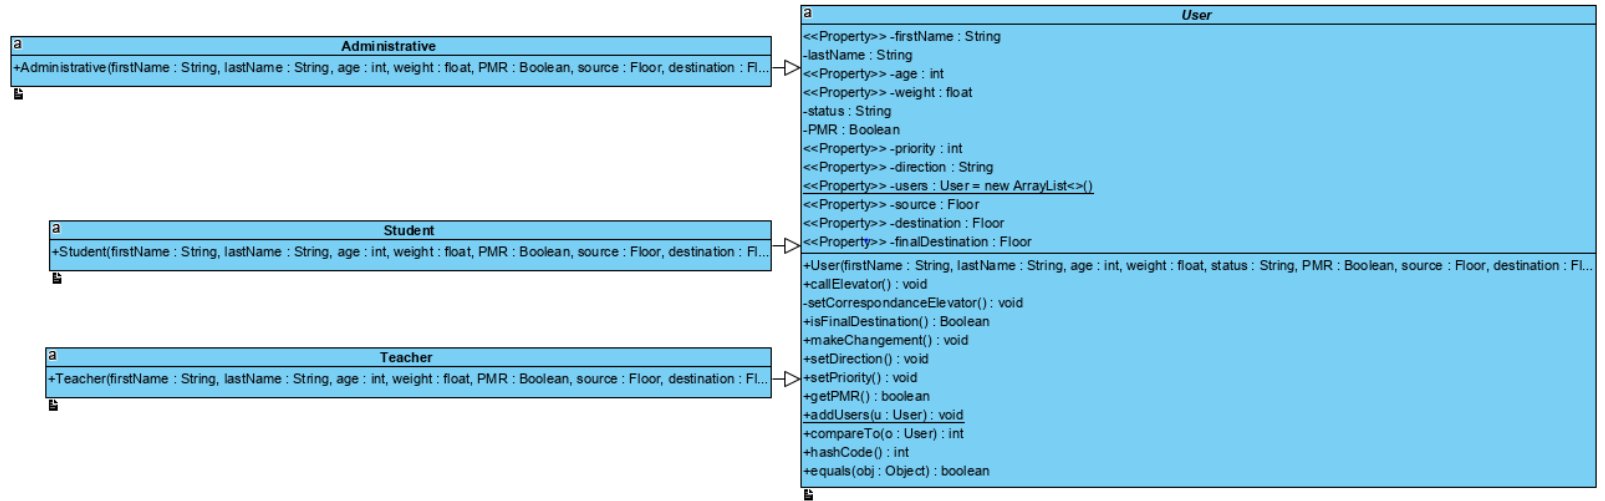 a
Administrative
+Administrative(firstName : String, lastName : String, age : int, weight : float, PMR : Boolean, source : Floor, destination : Fl...
a
Student
+Student(firstName : String, lastName : String, age : int, weight : float, PMR : Boolean, source : Floor, destination : Fl...
a
Teacher
+Teacher(firstName : String, lastName : String, age : int, weight : float, PMR : Boolean, source : Floor, destination : Fl...
a
User
<<Property>> -firstName : String
-lastName : String
<<Property>> -age : int
<<Property>> -weight : float
-status : String
-PMR : Boolean
<<Property>> -priority : int
<<Property>> -direction : String
<<Property>> -users : User = new ArrayList<>()
<<Property>> -source : Floor
<<Property>> -destination : Floor
<<Property>> -finalDestination : Floor
+User(firstName : String, lastName : String, age : int, weight : float, status : String, PMR : Boolean, source : Floor, destination : Fl...
+callElevator() : void
-setCorrespondanceElevator() : void
+isFinalDestination() : Boolean
+makeChangement() : void
+setDirection() : void
+setPriority() : void
+getPMR() : boolean
+addUsers(u : User) : void
+compareTo(o : User) : int
+hashCode() : int
+equals(obj : Object) : boolean